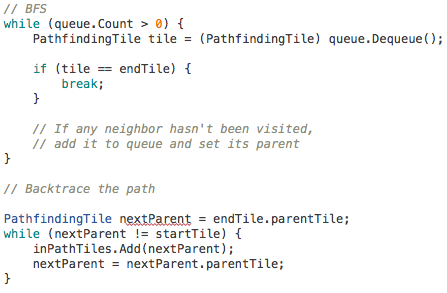 // BFS
while (queue.Count > 0) {
    PathfindingTile tile = (PathfindingTile) queue.Dequeue();

    if (tile == endTile) {
        break;
    }

    // If any neighbor hasn't been visited,
    // add it to queue and set its parent
}

// Backtrace the path

PathfindingTile nextParent = endTile.parentTile;
while (nextParent != startTile) {
    inPathTiles.Add(nextParent);
    nextParent = nextParent.parentTile;
}